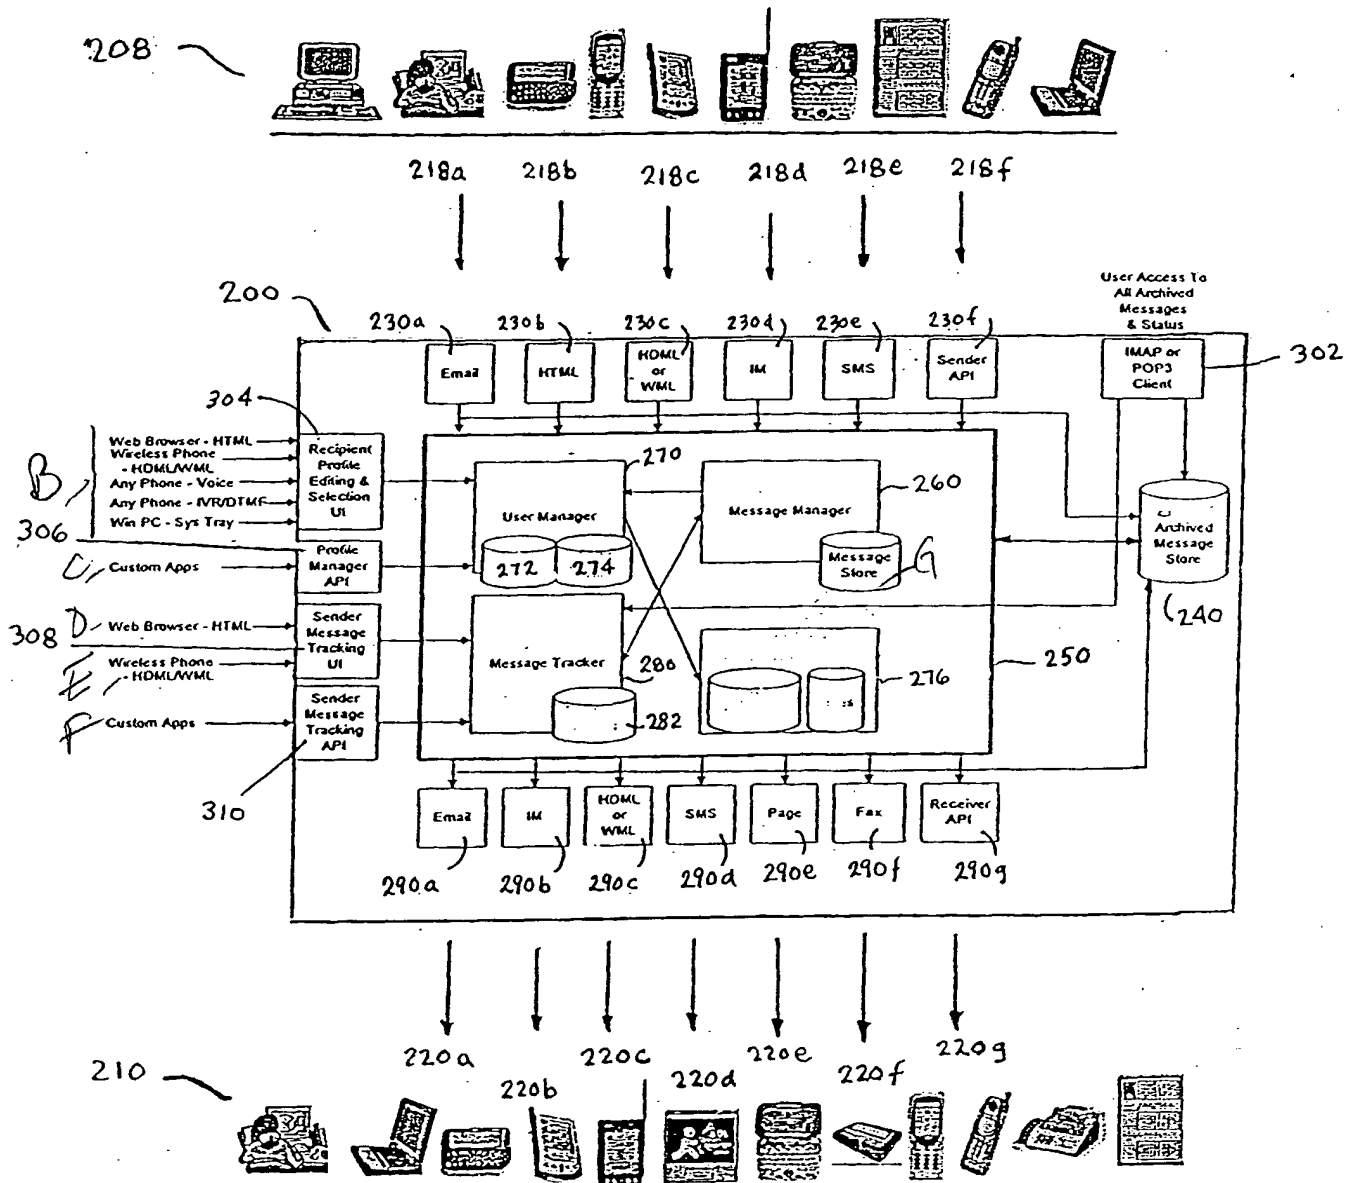 208
218a 218b 218c 218d 218e 218f
User Access To
All Archived
Messages
& Status
200
230a 230b 230c 230d 230e 230f
Email
HTML
HDML
or
WML
IM
SMS
Sender
API
IMAP or
POP3
Client
302
304
B
Web Browser - HTML
Wireless Phone
- HDML/WML
Any Phone - Voice
Any Phone - IVR/DTMF
Win PC - Sys Tray
Recipient
Profile
Editing &
Selection
UI
270
User Manager
272 274
260
Message Manager
Message
Store
G
Archived
Message
Store
240
306
C
Custom Apps
Profile
Manager
API
308
D
Web Browser - HTML
E
Wireless Phone
- HDML/WML
Sender
Message
Tracking
UI
Message Tracker
280
282
276
250
F
Custom Apps
Sender
Message
Tracking
API
310
Email
IM
HDML
or
WML
SMS
Page
Fax
Receiver
API
290a 290b 290c 290d 290e 290f 290g
220a 220b 220c 220d 220e 220f 220g
210